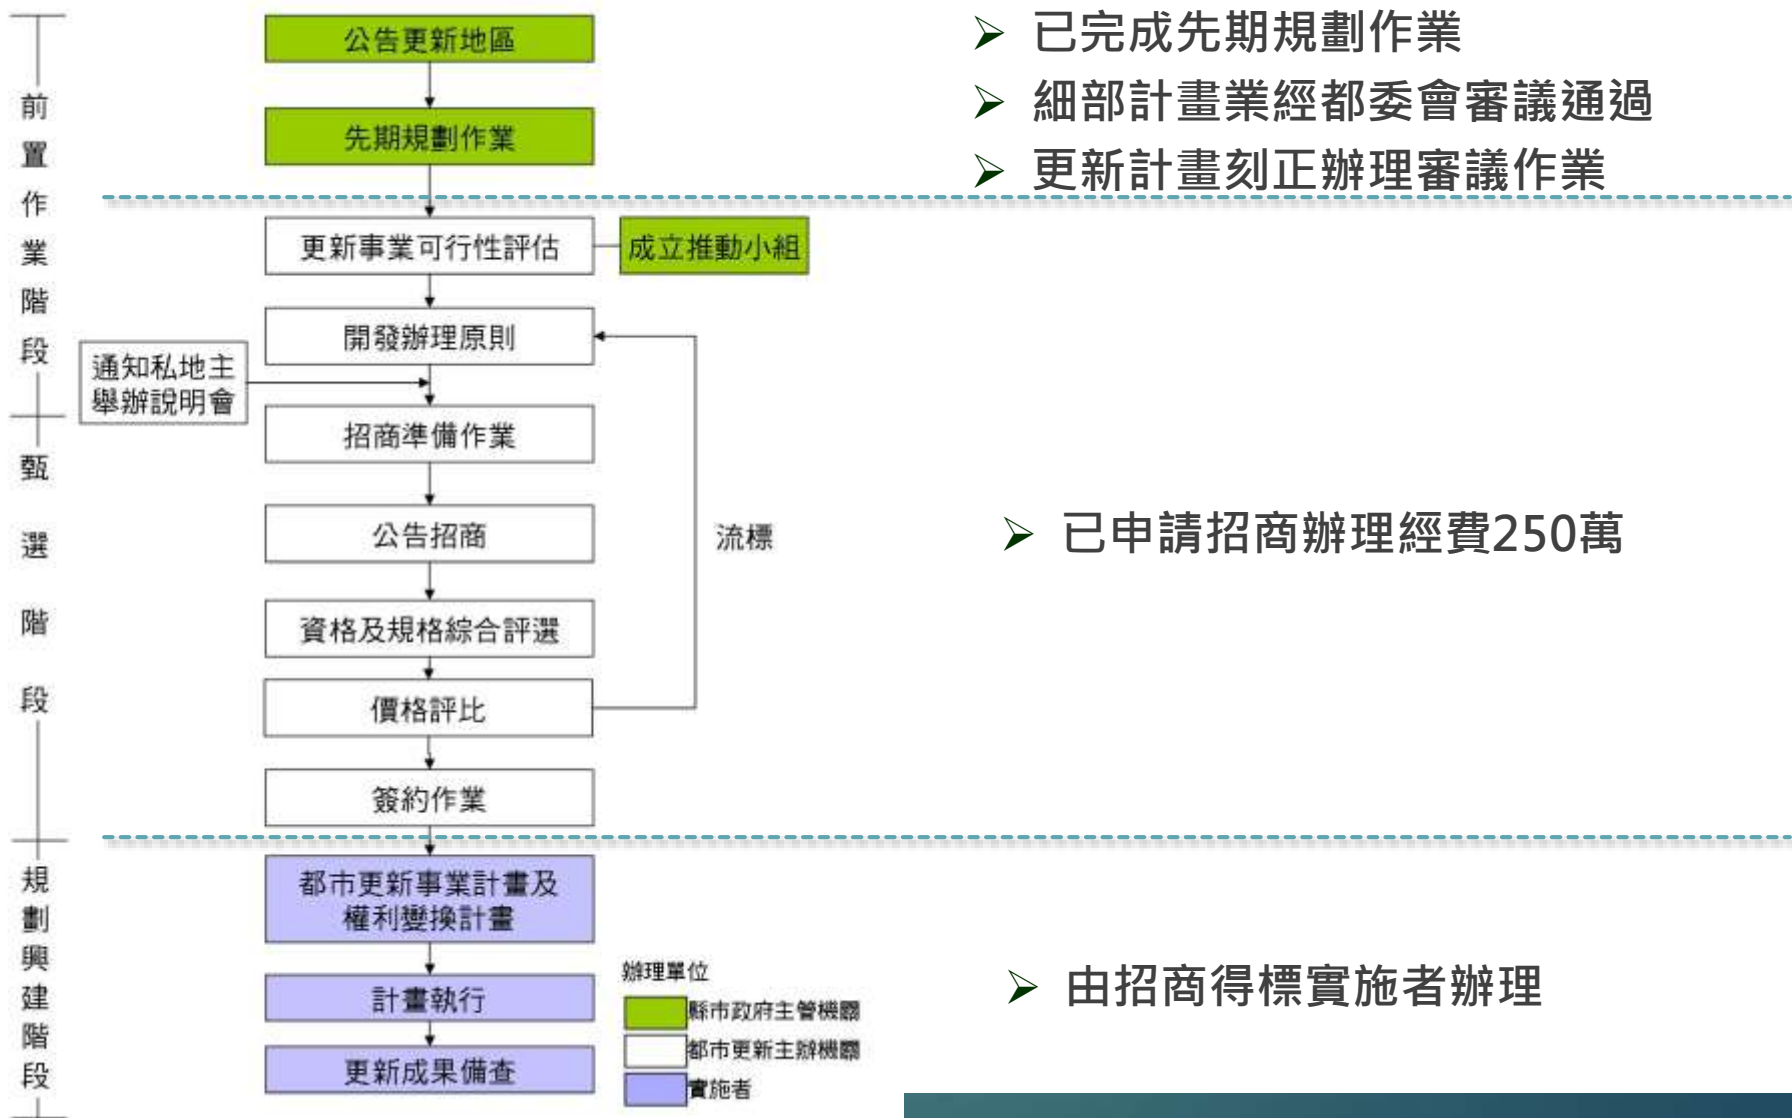 前置作業階段
甄選階段
規劃興建階段
公告更新地區
先期規劃作業
更新事業可行性評估
成立推動小組
開發辦理原則
通知私地主
舉辦說明會
招商準備作業
公告招商
流標
資格及規格綜合評選
價格評比
簽約作業
都市更新事業計畫及
權利變換計畫
計畫執行
更新成果備查
辦理單位
縣市政府主管機關
都市更新主辦機關
實施者
➢ 已完成先期規劃作業
➢ 細部計畫業經都委會審議通過
➢ 更新計畫刻正辦理審議作業
➢ 已申請招商辦理經費250萬
➢ 由招商得標實施者辦理